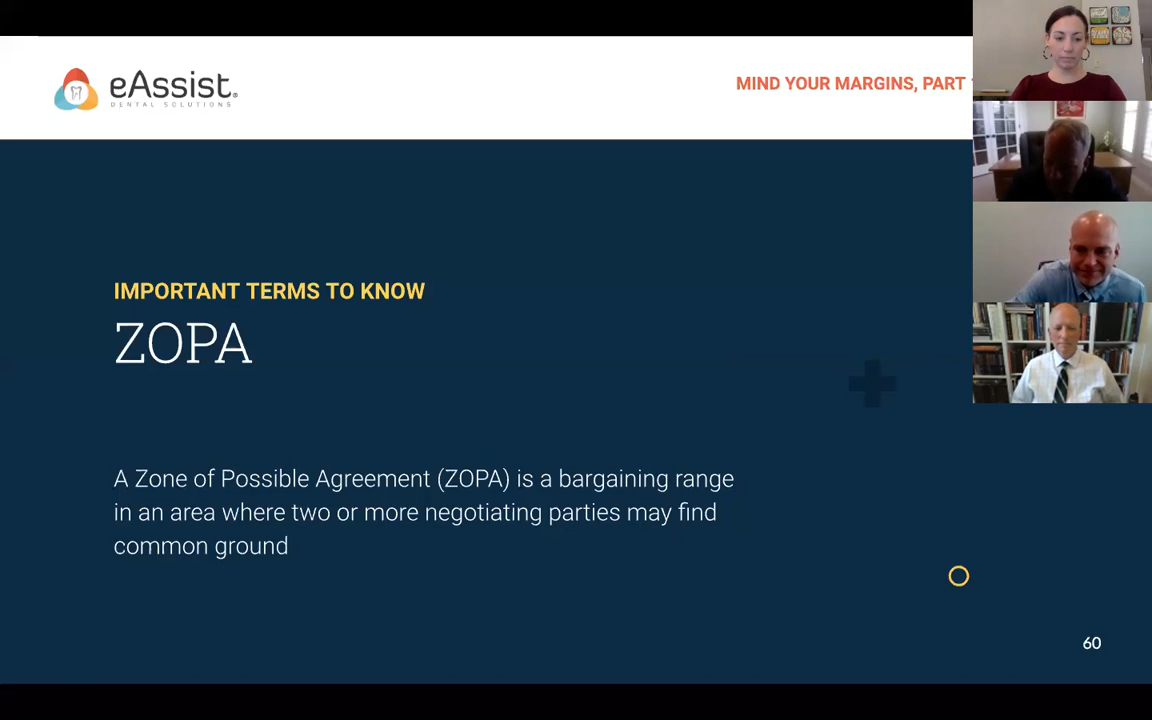 eAssist®
DENTAL SOLUTIONS
MIND YOUR MARGINS, PART
IMPORTANT TERMS TO KNOW
ZOPA
A Zone of Possible Agreement (ZOPA) is a bargaining range
in an area where two or more negotiating parties may find
common ground
60